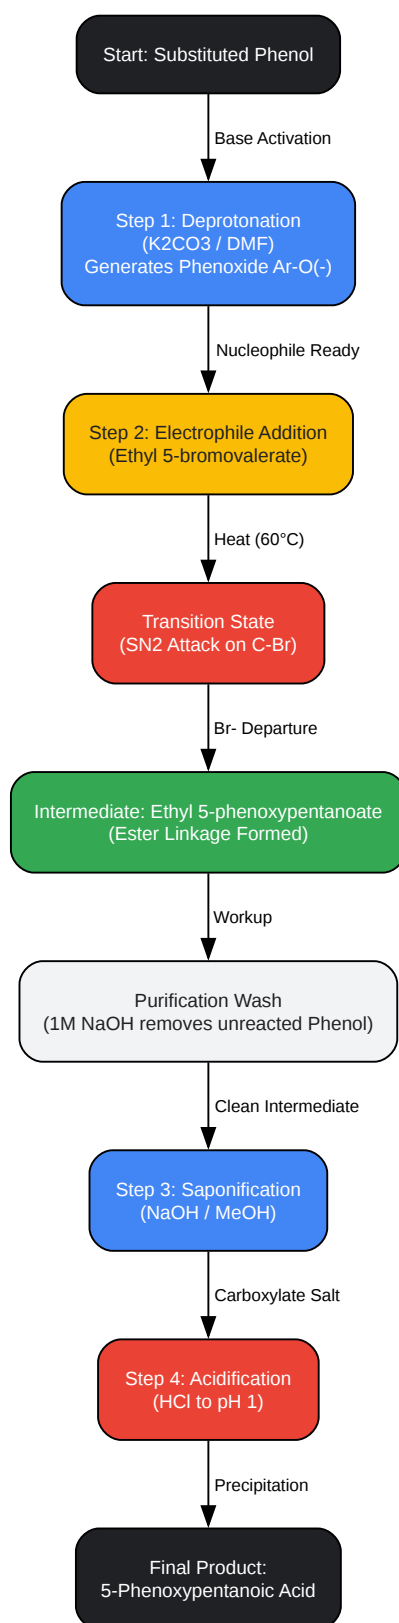 Start: Substituted Phenol
Base Activation
Step 1: Deprotonation
(K2CO3 / DMF)
Generates Phenoxide Ar-O(-)
Nucleophile Ready
Step 2: Electrophile Addition
(Ethyl 5-bromovalerate)
Heat (60°C)
Transition State
(SN2 Attack on C-Br)
Br- Departure
Intermediate: Ethyl 5-phenoxypentanoate
(Ester Linkage Formed)
Workup
Purification Wash
(1M NaOH removes unreacted Phenol)
Clean Intermediate
Step 3: Saponification
(NaOH / MeOH)
Carboxylate Salt
Step 4: Acidification
(HCl to pH 1)
Precipitation
Final Product:
5-Phenoxypentanoic Acid